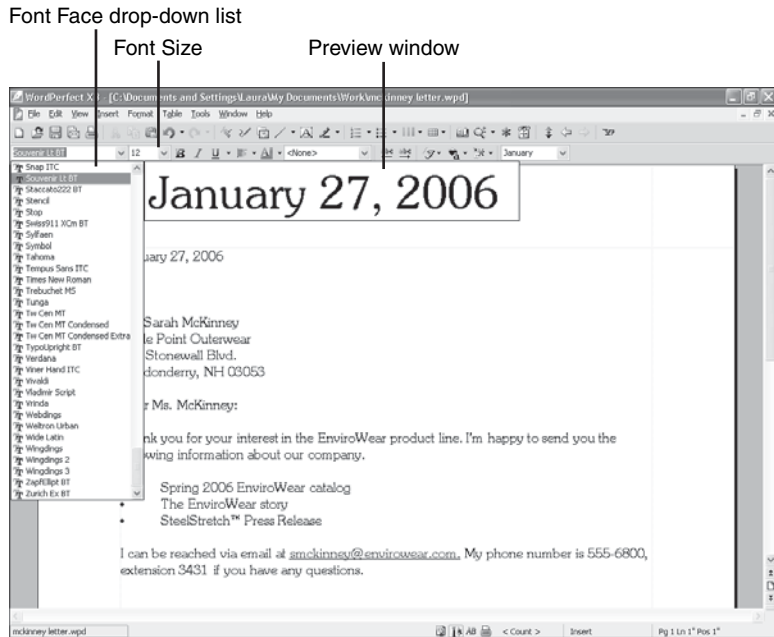 Font Face drop-down list
Font Size Preview window
WordPerfect X3 - [C:\Documents and Settings\Laura\My Documents\Work\mckinney letter.wpd]
File Edit View Insert Format Table Tools Window Help
Souvenir Lt BT 12 B I U <None> January
Snap ITC
Souvenir Lt BT
Staccato222 BT
Stencil
Stop
Swiss911 XCm BT
Sylfaen
Symbol
Tahoma
Tempus Sans ITC
Times New Roman
Trebuchet MS
Tunga
Tw Cen MT
Tw Cen MT Condensed
Tw Cen MT Condensed Extra
TypoUpright BT
Verdana
Viner Hand ITC
Vivaldi
Vladimir Script
Vrinda
Webdings
Weltron Urban
Wide Latin
Wingdings
Wingdings 2
Wingdings 3
ZapfEllipt BT
Zurich Ex BT
January 27, 2006
uary 27, 2006
Sarah McKinney
le Point Outerwear
Stonewall Blvd.
donderry, NH 03053
r Ms. McKinney:
nk you for your interest in the EnviroWear product line. I'm happy to send you the
owing information about our company.
• Spring 2006 EnviroWear catalog
• The EnviroWear story
• SteelStretch™ Press Release
I can be reached via email at smckinney@envirowear.com. My phone number is 555-6800,
extension 3431 if you have any questions.
mckinney letter.wpd AB < Count > Insert Pg 1 Ln 1" Pos 1"